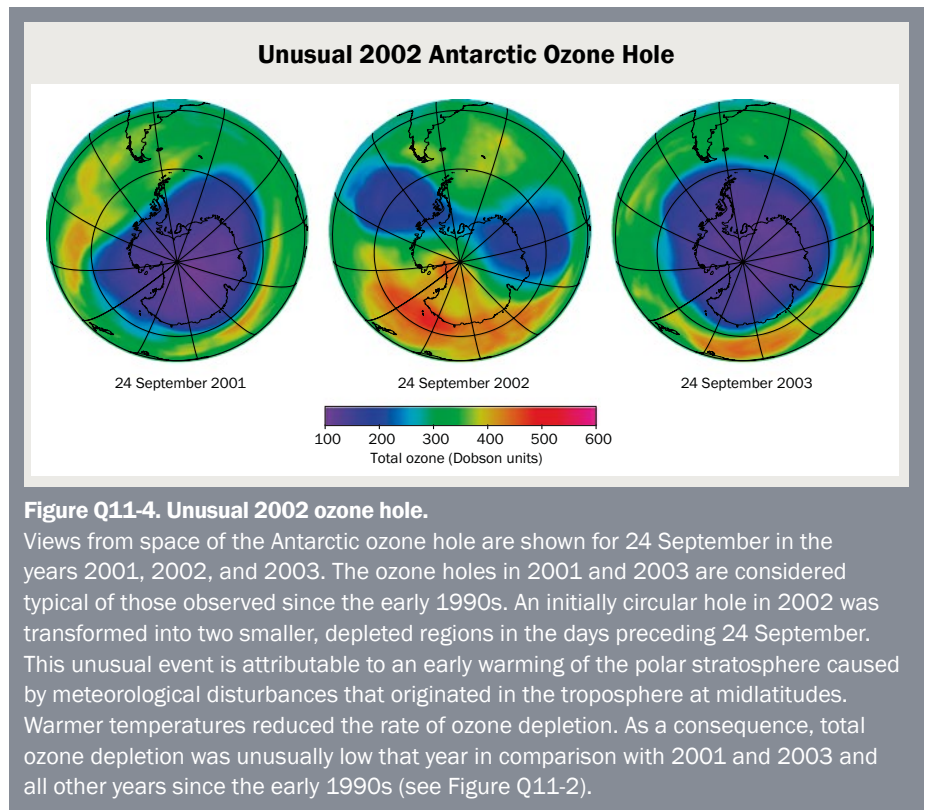 Unusual 2002 Antarctic Ozone Hole
24 September 2001
24 September 2002
24 September 2003
100 200 300 400 500 600
Total ozone (Dobson units)
Figure Q11-4. Unusual 2002 ozone hole.
Views from space of the Antarctic ozone hole are shown for 24 September in the
years 2001, 2002, and 2003. The ozone holes in 2001 and 2003 are considered
typical of those observed since the early 1990s. An initially circular hole in 2002 was
transformed into two smaller, depleted regions in the days preceding 24 September.
This unusual event is attributable to an early warming of the polar stratosphere caused
by meteorological disturbances that originated in the troposphere at midlatitudes.
Warmer temperatures reduced the rate of ozone depletion. As a consequence, total
ozone depletion was unusually low that year in comparison with 2001 and 2003 and
all other years since the early 1990s (see Figure Q11-2).